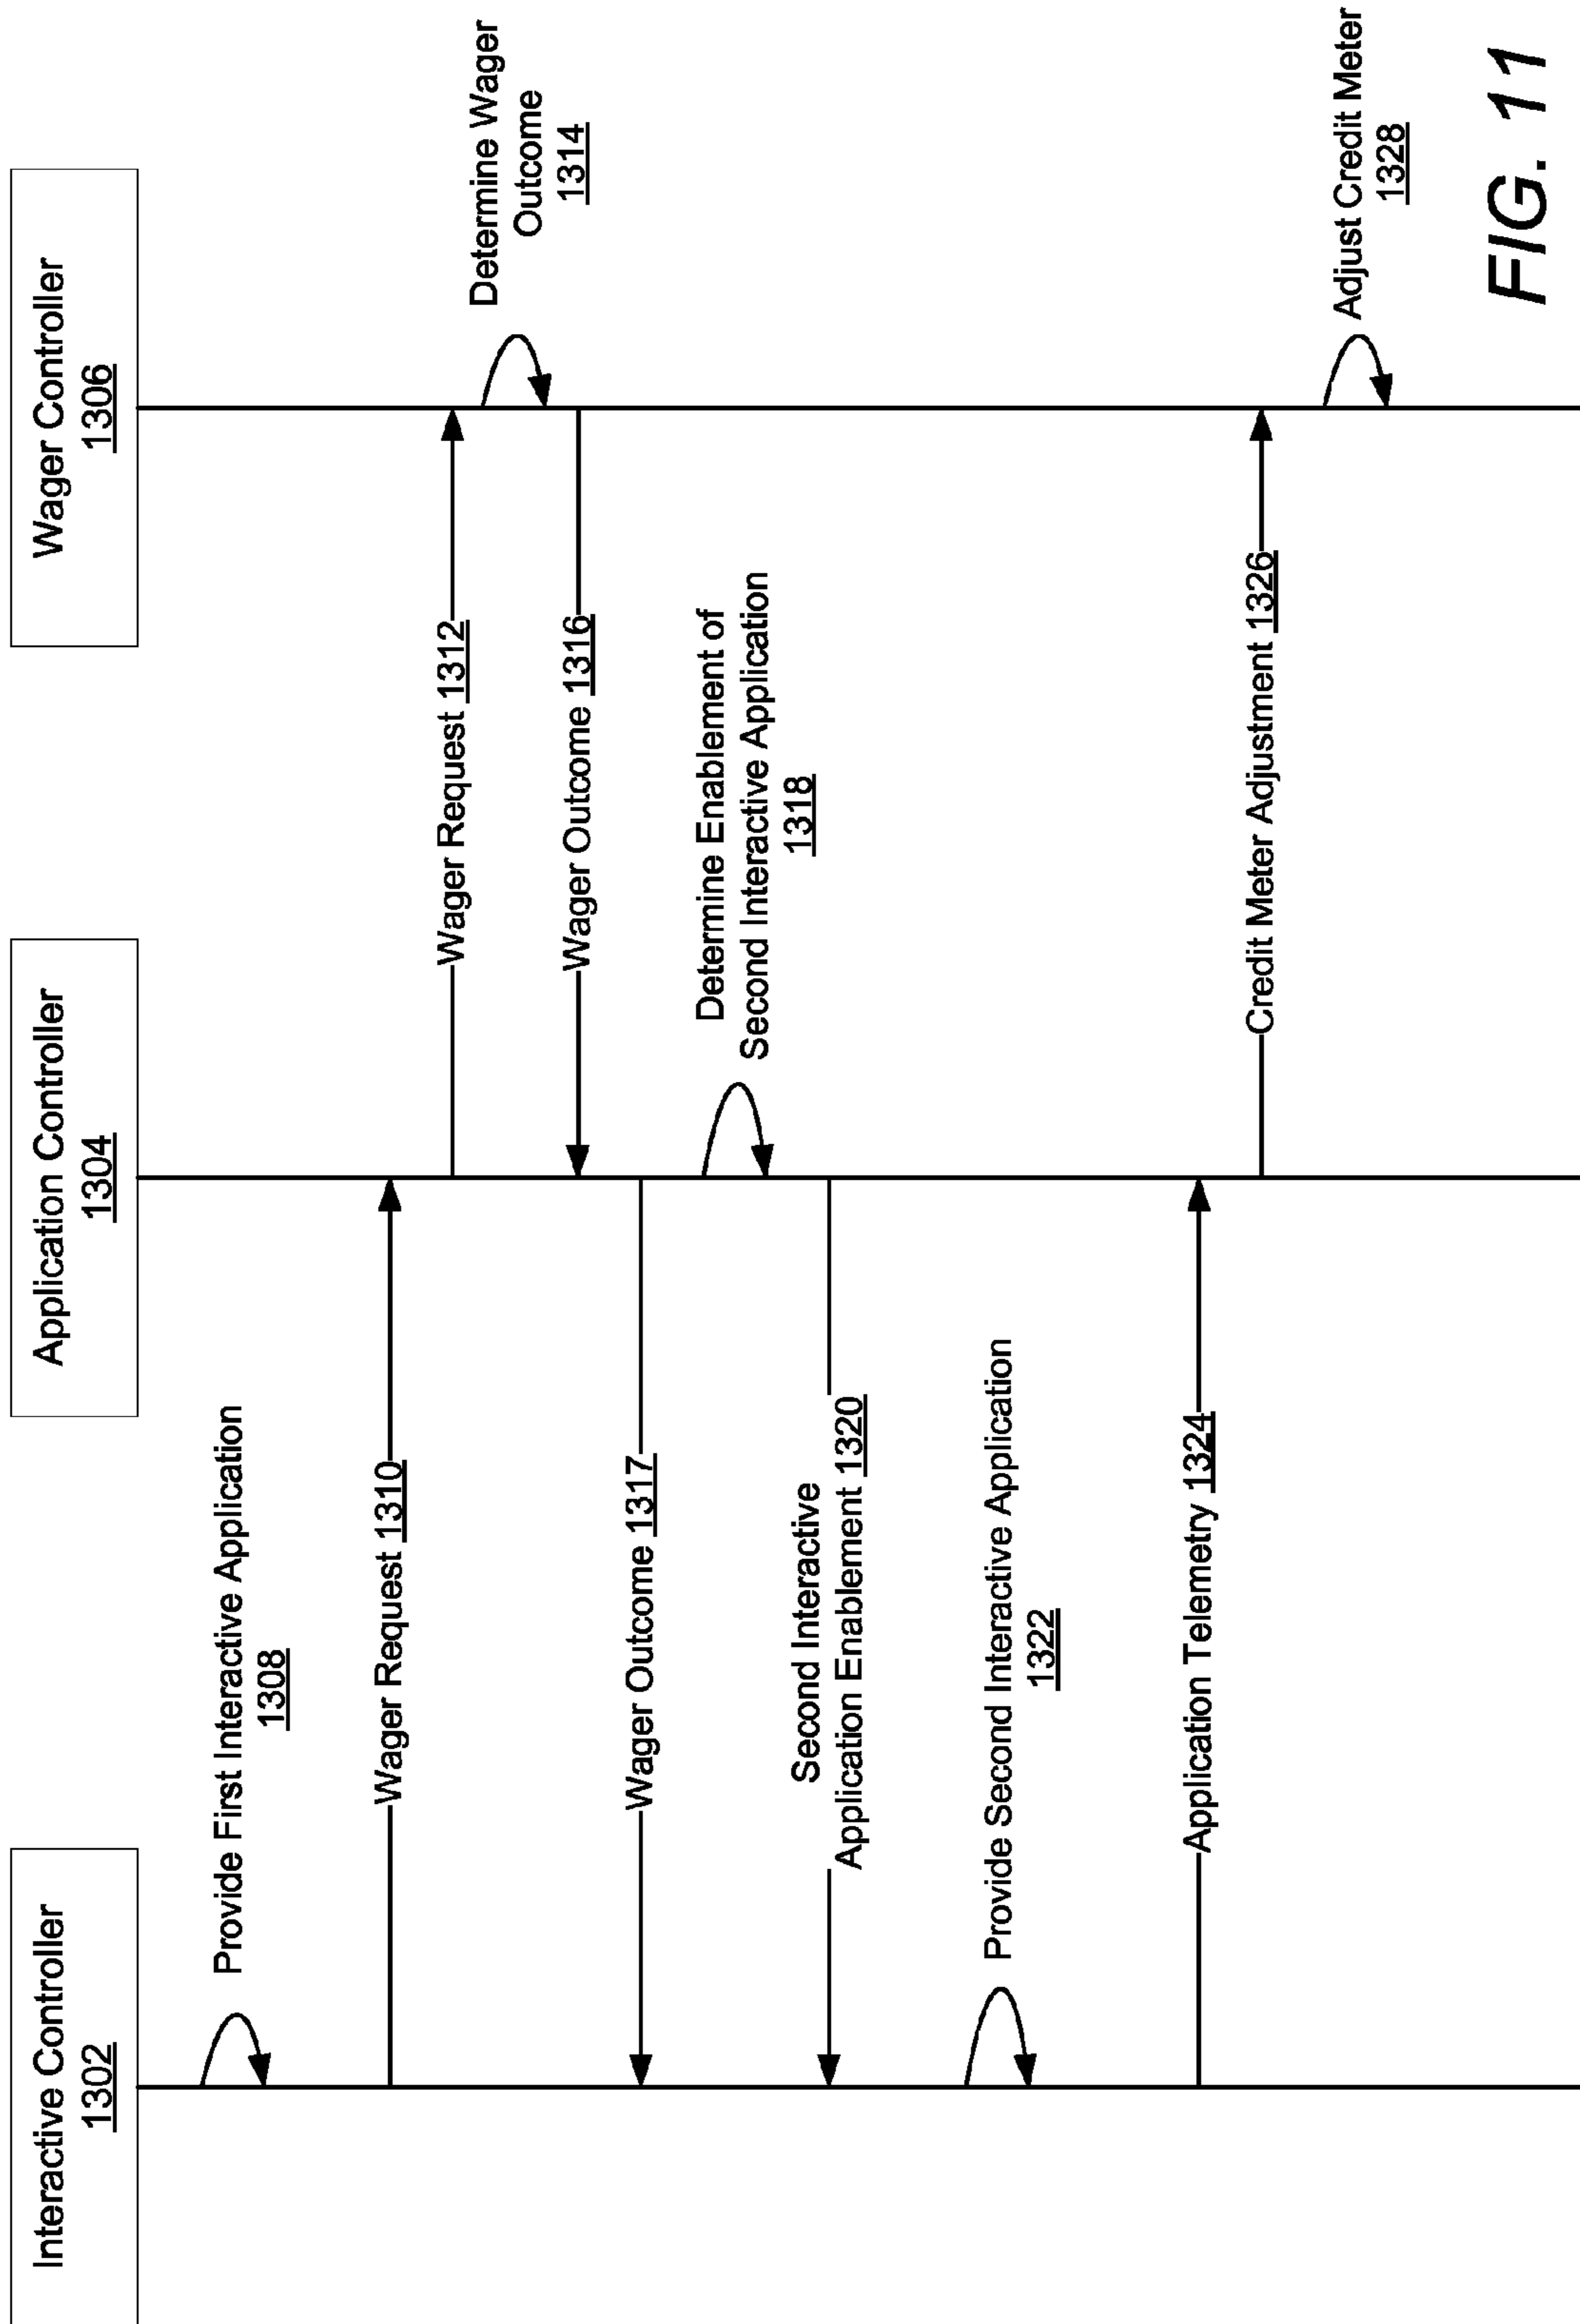 Interactive Controller
1302
Application Controller
1304
Wager Controller
1306
Provide First Interactive Application
1308
Wager Request 1310
Wager Request 1312
Determine Wager
Outcome
1314
Wager Outcome 1316
Wager Outcome 1317
Determine Enablement of
Second Interactive Application
1318
Second Interactive
Application Enablement 1320
Provide Second Interactive Application
1322
Application Telemetry 1324
Credit Meter Adjustment 1326
Adjust Credit Meter
1328
FIG. 11